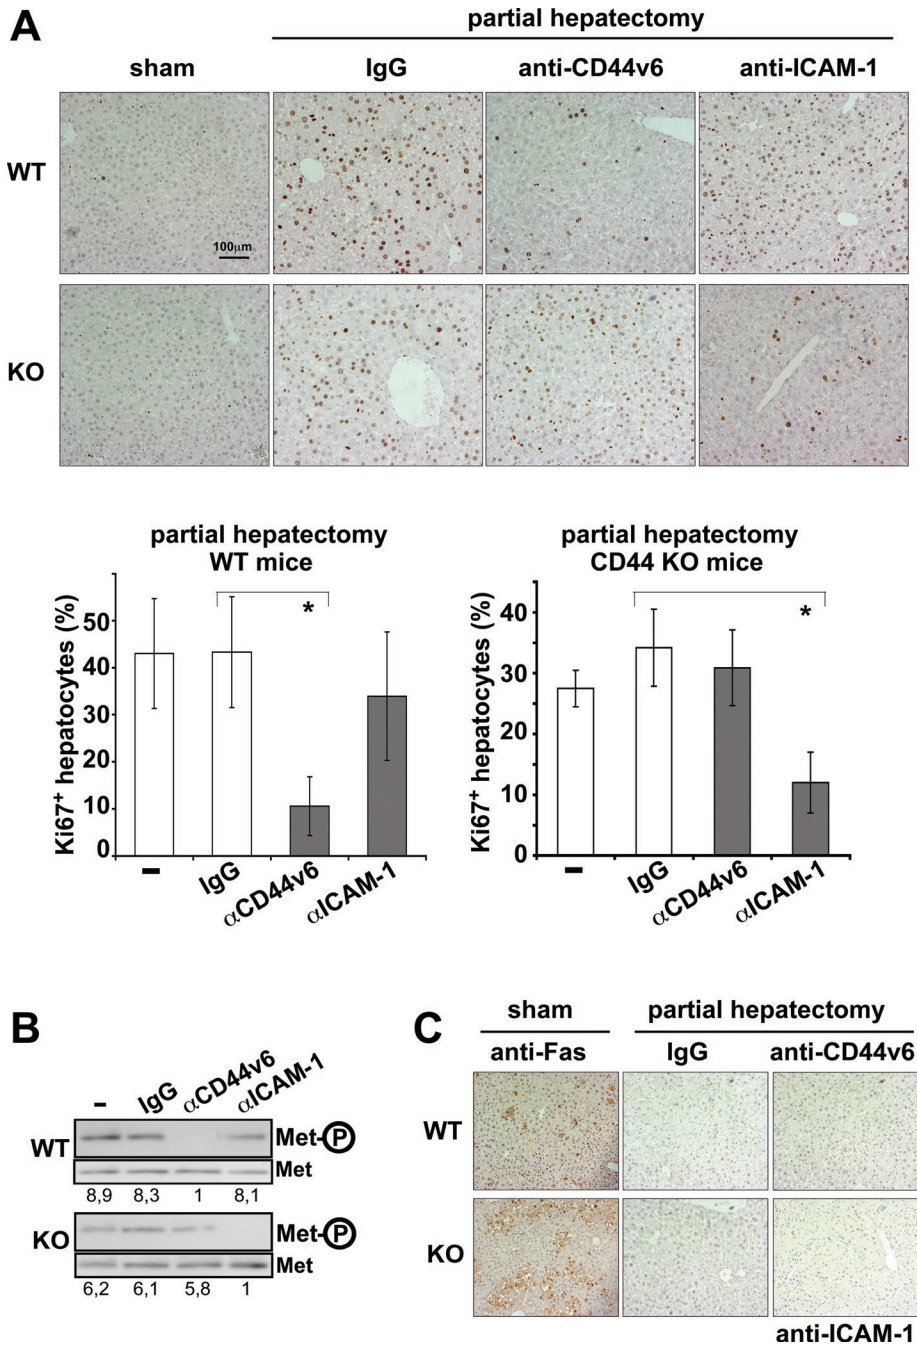 A
partial hepatectomy
sham IgG anti-CD44v6 anti-ICAM-1
WT
100µm
KO
partial hepatectomy
WT mice
Ki67+ hepatocytes (%)
50
40
30
20
10
0
– IgG αCD44v6 αICAM-1
*
partial hepatectomy
CD44 KO mice
Ki67+ hepatocytes (%)
40
30
20
10
0
– IgG αCD44v6 αICAM-1
*
B
– IgG αCD44v6 αICAM-1
WT Met-P
Met
8,9 8,3 1 8,1
KO Met-P
Met
6,2 6,1 5,8 1
C
sham partial hepatectomy
anti-Fas IgG anti-CD44v6
WT
KO
anti-ICAM-1